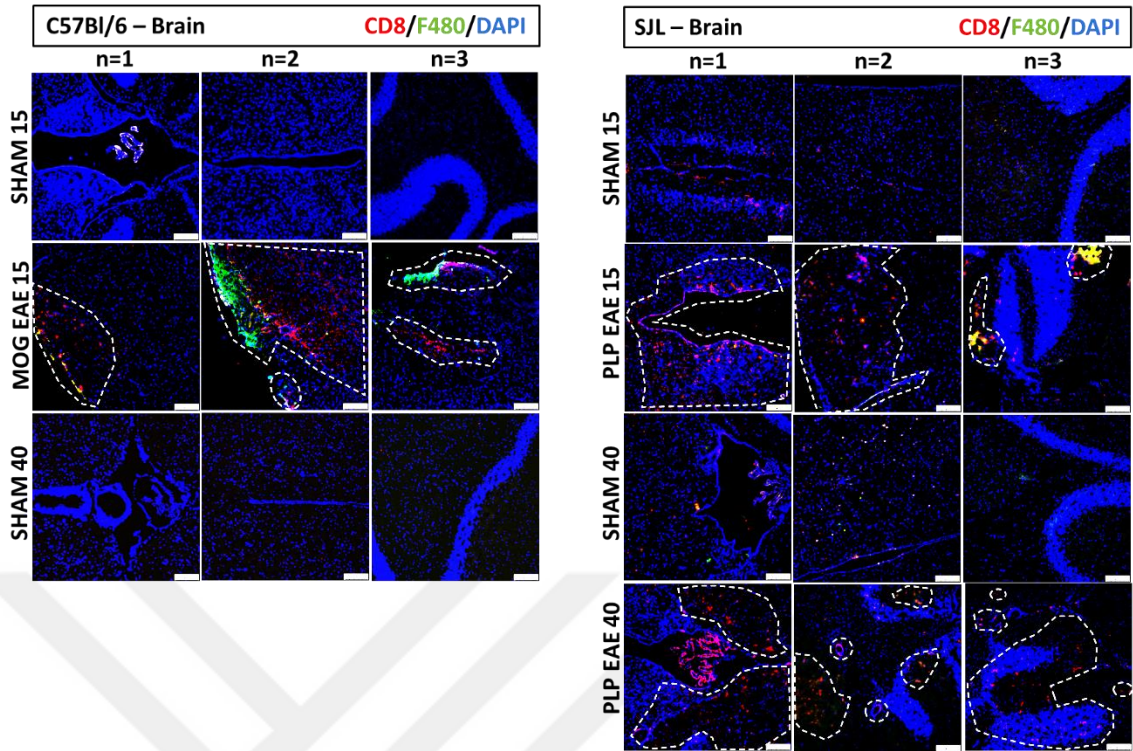 C57Bl/6 – Brain CD8/F480/DAPI
n=1 n=2 n=3
SHAM 15
MOG EAE 15
SHAM 40
SJL – Brain CD8/F480/DAPI
n=1 n=2 n=3
SHAM 15
PLP EAE 15
SHAM 40
PLP EAE 40